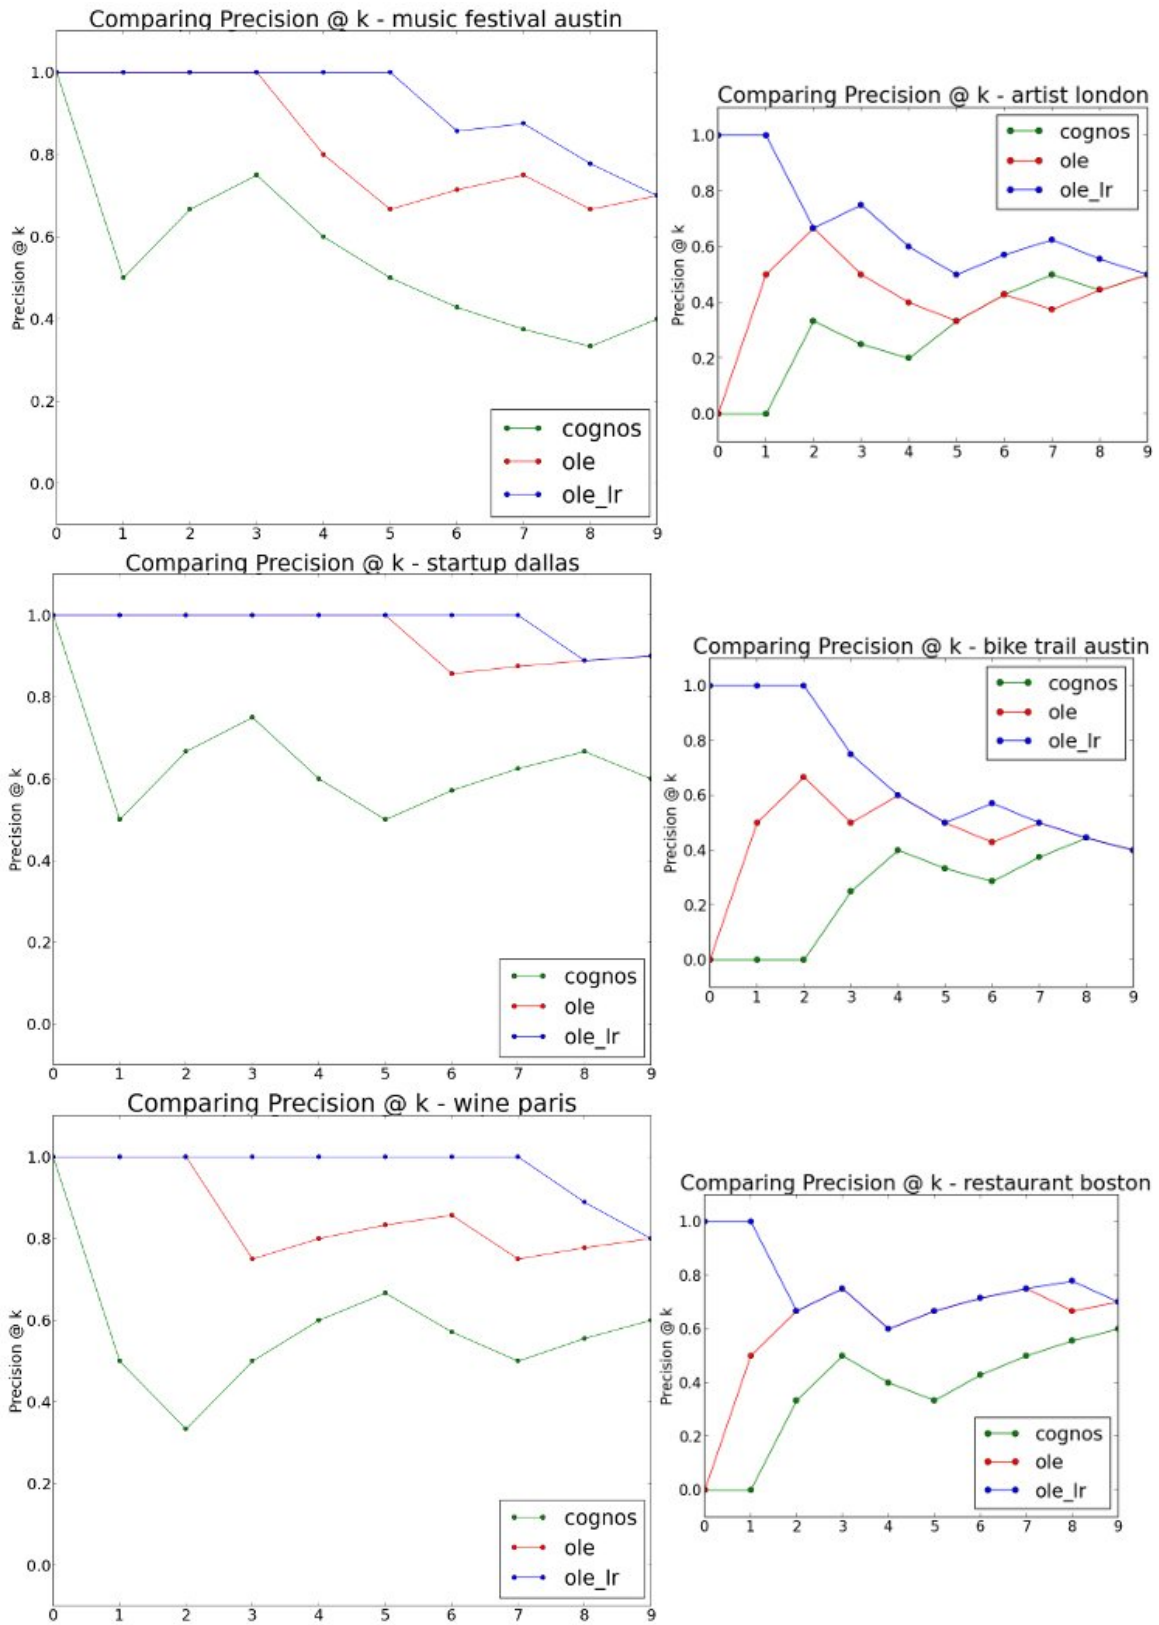 Comparing Precision @ k - music festival austin
Precision @ k
1.0
0.8
0.6
0.4
0.2
0.0
0 1 2 3 4 5 6 7 8 9
cognos
ole
ole_lr
Comparing Precision @ k - artist london
Precision @ k
1.0
0.8
0.6
0.4
0.2
0.0
0 1 2 3 4 5 6 7 8 9
cognos
ole
ole_lr
Comparing Precision @ k - startup dallas
Precision @ k
1.0
0.8
0.6
0.4
0.2
0.0
0 1 2 3 4 5 6 7 8 9
cognos
ole
ole_lr
Comparing Precision @ k - bike trail austin
Precision @ k
1.0
0.8
0.6
0.4
0.2
0.0
0 1 2 3 4 5 6 7 8 9
cognos
ole
ole_lr
Comparing Precision @ k - wine paris
Precision @ k
1.0
0.8
0.6
0.4
0.2
0.0
0 1 2 3 4 5 6 7 8 9
cognos
ole
ole_lr
Comparing Precision @ k - restaurant boston
Precision @ k
1.0
0.8
0.6
0.4
0.2
0.0
0 1 2 3 4 5 6 7 8 9
cognos
ole
ole_lr